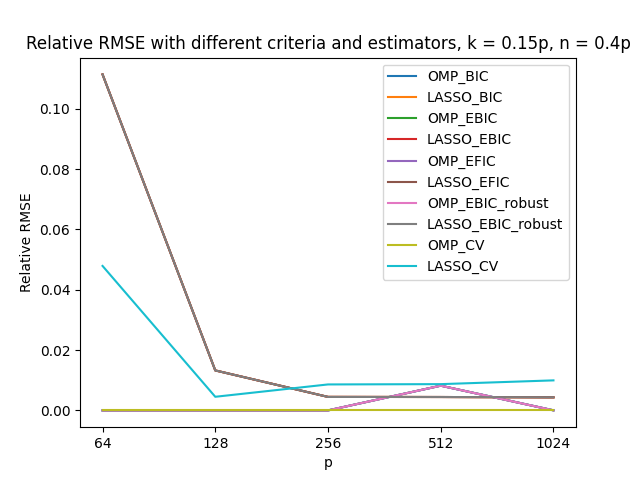 Relative RMSE with different criteria and estimators, k = 0.15p, n = 0.4p
OMP_BIC
LASSO_BIC
OMP_EBIC
LASSO_EBIC
OMP_EFIC
LASSO_EFIC
OMP_EBIC_robust
LASSO_EBIC_robust
OMP_CV
LASSO_CV
Relative RMSE
0.10
0.08
0.06
0.04
0.02
0.00
64
128
256
512
1024
p